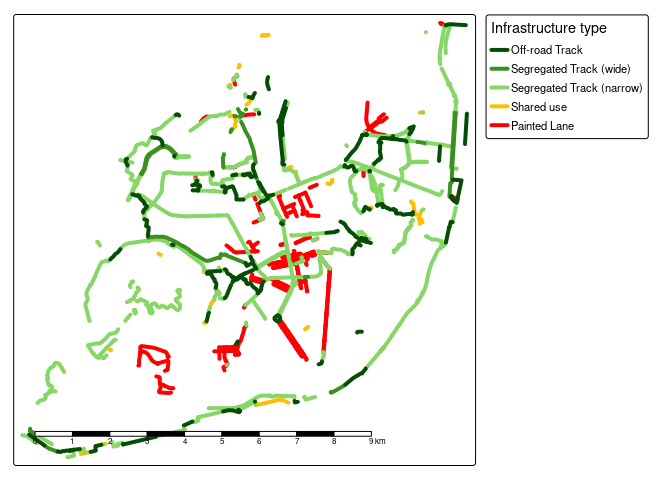 Infrastructure type
Off-road Track
Segregated Track (wide)
Segregated Track (narrow)
Shared use
Painted Lane
0 1 2 3 4 5 6 7 8 9 km